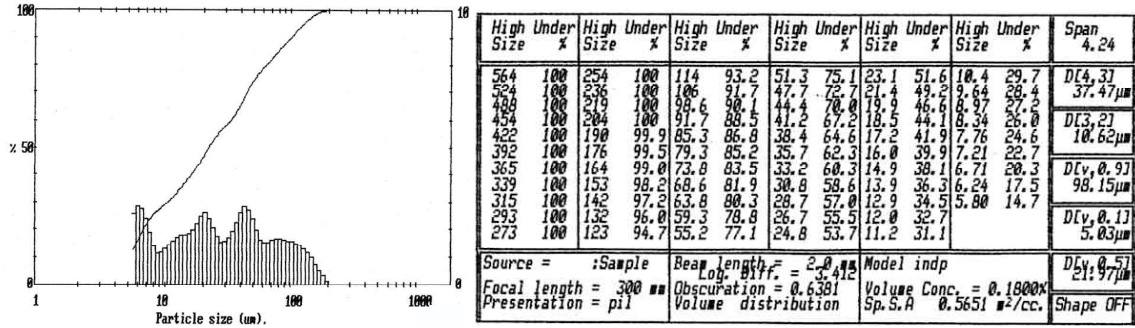 100
10
% 50
0
0
1
10
100
1000
Particle size (um).
High Under High Under High Under High Under High Under High Under Span
Size % Size % Size % Size % Size % Size % 4.24
564 100 254 100 114 93.2 51.3 75.1 23.1 51.6 10.4 29.7 D[4,3]
524 100 236 100 106 91.7 47.7 72.7 21.4 49.2 9.64 28.4 37.47µm
488 100 219 100 98.6 90.1 44.4 70.0 19.9 46.6 8.97 27.2
454 100 204 100 91.7 88.5 41.2 67.2 18.5 44.1 8.34 26.0 D[3,2]
422 100 190 99.9 85.3 86.8 38.4 64.6 17.2 41.9 7.76 24.6 10.62µm
392 100 176 99.5 79.3 85.2 35.7 62.3 16.0 39.9 7.21 22.7
365 100 164 99.0 73.8 83.5 33.2 60.3 14.9 38.1 6.71 20.3 D[v,0.9]
339 100 153 98.2 68.6 81.9 30.8 58.6 13.9 36.3 6.24 17.5 98.15µm
315 100 142 97.2 63.8 80.3 28.7 57.0 12.9 34.5 5.80 14.7
293 100 132 96.0 59.3 78.8 26.7 55.5 12.0 32.7 D[v,0.1]
273 100 123 94.7 55.2 77.1 24.8 53.7 11.2 31.1 5.03µm
Source = :Sample Beam length = 2.0 mm Model indp D[v,0.5]
Log. Diff. = 3.412 21.97µm
Focal length = 300 mm Obscuration = 0.6381 Volume Conc. = 0.1800%
Presentation = pil Volume distribution Sp.S.A 0.5651 m²/cc. Shape OFF